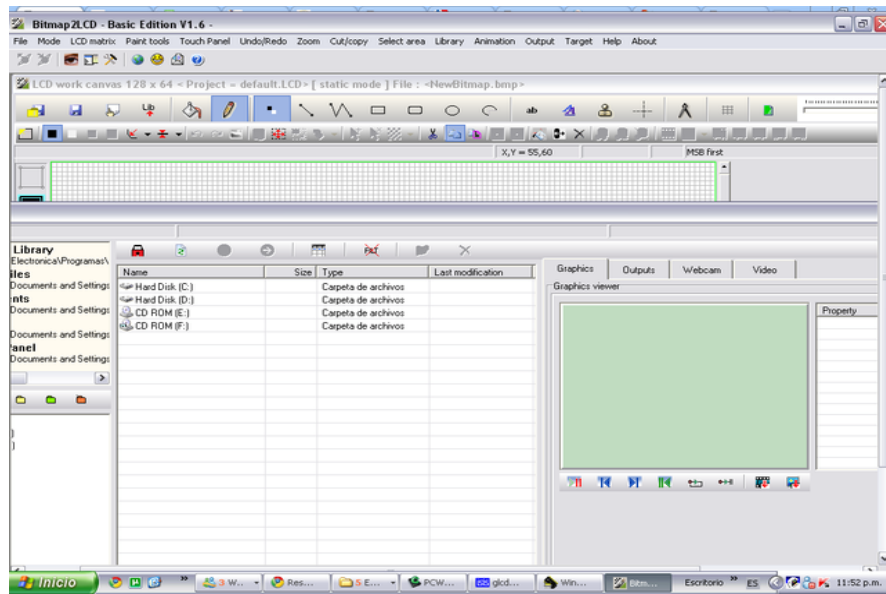 Bitmap2LCD - Basic Edition V1.6 -
File Mode LCD matrix Paint tools Touch Panel Undo/Redo Zoom Cut/copy Select area Library Animation Output Target Help About
LCD work canvas 128 x 64 < Project = default.LCD> [ static mode ] File : <NewBitmap.bmp>
Up
ab
X,Y = 55,60 MSB first
Library
Electronica\Programas\
iles
Documents and Settings
nts
Documents and Settings
Documents and Settings
anel
Documents and Settings
Name Size Type Last modification
Hard Disk (C:) Carpeta de archivos
Hard Disk (D:) Carpeta de archivos
CD ROM (E:) Carpeta de archivos
CD ROM (F:) Carpeta de archivos
Graphics Outputs Webcam Video
Graphics viewer
Property
Inicio 3 W... Res... 5 E... PCW... glcd... Win... Bitm... Escritorio ES 11:52 p.m.